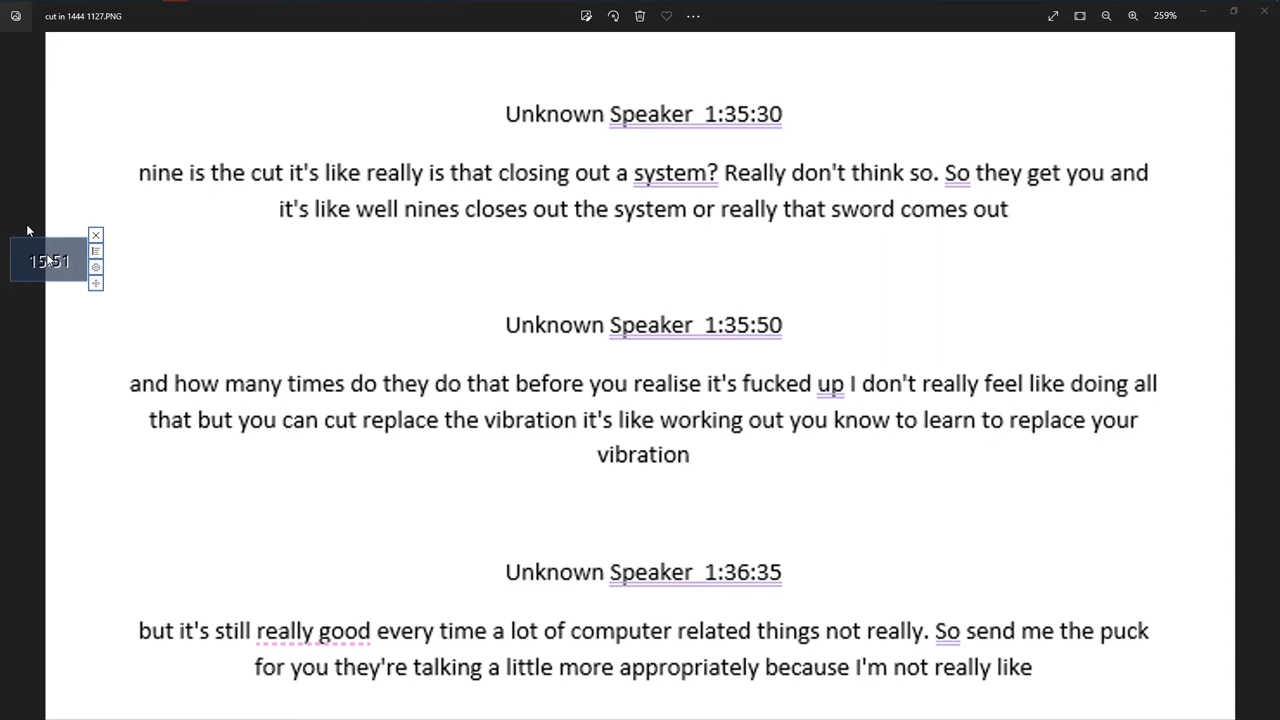 cut in 1444 1127.PNG
259%
Unknown Speaker 1:35:30
nine is the cut it's like really is that closing out a system? Really don't think so. So they get you and
it's like well nines closes out the system or really that sword comes out
15:51
Unknown Speaker 1:35:50
and how many times do they do that before you realise it's fucked up I don't really feel like doing all
that but you can cut replace the vibration it's like working out you know to learn to replace your
vibration
Unknown Speaker 1:36:35
but it's still really good every time a lot of computer related things not really. So send me the puck
for you they're talking a little more appropriately because I'm not really like